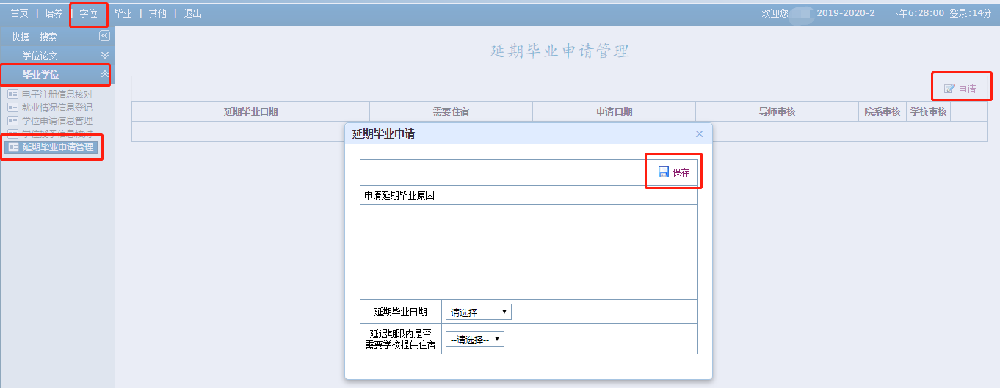 首页 | 培养 | 学位 | 毕业 | 其他 | 退出
欢迎您 2019-2020-2 下午6:28:00 登录:14分
快捷 搜索
学位论文
毕业学位
电子注册信息核对
就业情况信息登记
学位申请信息管理
学位授予信息核对
延期毕业申请管理
延期毕业申请管理
申请
延期毕业日期 需要住宿 申请日期 导师审核 院系审核 学校审核
延期毕业申请
保存
申请延期毕业原因
延期毕业日期 请选择
延迟期限内是否
需要学校提供住宿 --请选择--